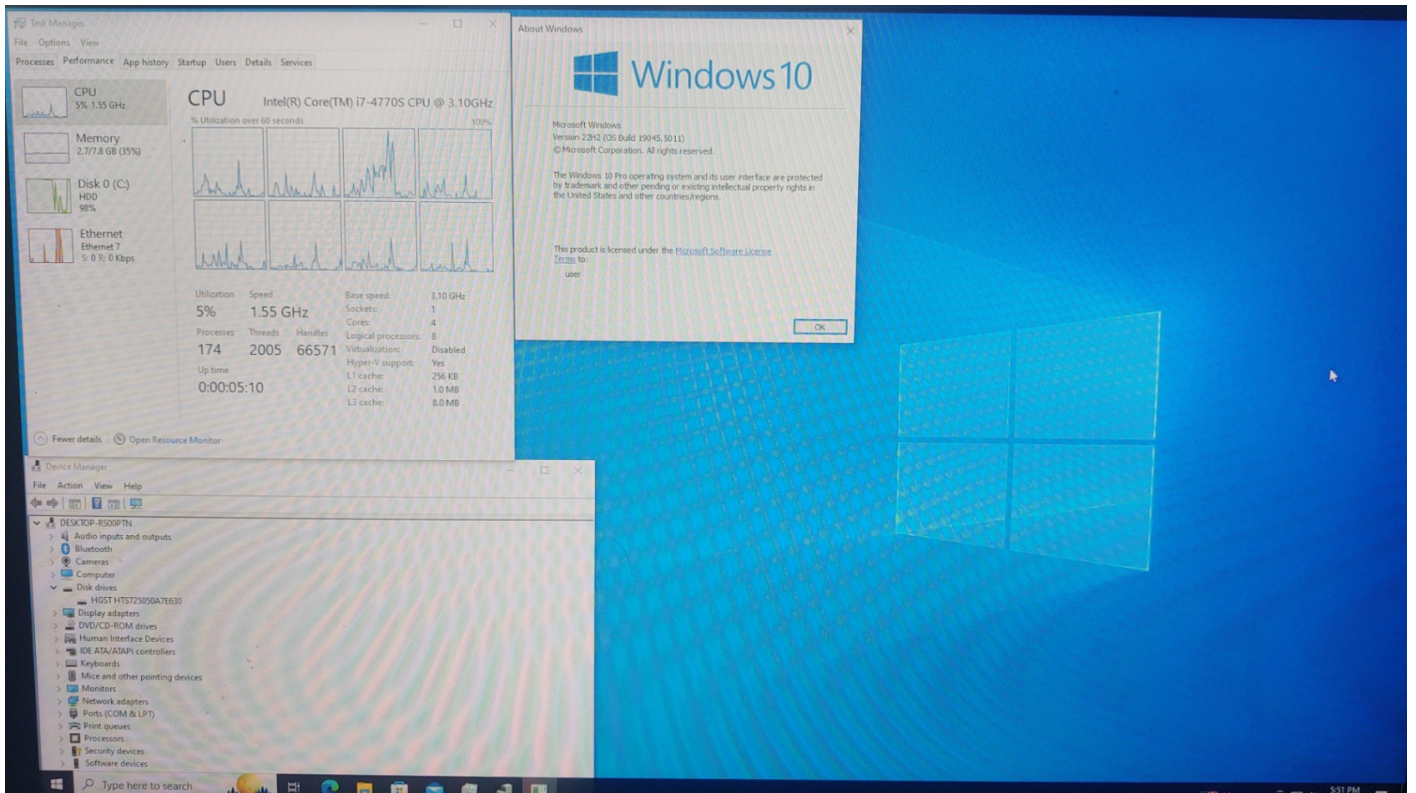 Task Manager
File Options View
Processes Performance App history Startup Users Details Services
CPU
5% 1.55 GHz
Memory
2.7/7.8 GB (35%)
Disk 0 (C:)
HDD
98%
Ethernet
Ethernet 7
S: 0 R: 0 Kbps
CPU Intel(R) Core(TM) i7-4770S CPU @ 3.10GHz
% Utilization over 60 seconds 100%
Utilization Speed
5% 1.55 GHz
Processes Threads Handles
174 2005 66571
Up time
0:00:05:10
Base speed: 3.10 GHz
Sockets: 1
Cores: 4
Logical processors: 8
Virtualization: Disabled
Hyper-V support: Yes
L1 cache: 256 KB
L2 cache: 1.0 MB
L3 cache: 8.0 MB
Fewer details Open Resource Monitor
About Windows
Windows 10
Microsoft Windows
Version 22H2 (OS Build 19045.5011)
© Microsoft Corporation. All rights reserved.
The Windows 10 Pro operating system and its user interface are protected
by trademark and other pending or existing intellectual property rights in
the United States and other countries/regions.
This product is licensed under the Microsoft Software License
Terms to:
user
OK
Device Manager
File Action View Help
DESKTOP-RS00PTN
Audio inputs and outputs
Bluetooth
Cameras
Computer
Disk drives
HGST HTS725050A7E630
Display adapters
DVD/CD-ROM drives
Human Interface Devices
IDE ATA/ATAPI controllers
Keyboards
Mice and other pointing devices
Monitors
Network adapters
Ports (COM & LPT)
Print queues
Processors
Security devices
Software devices
Type here to search
5:51 PM